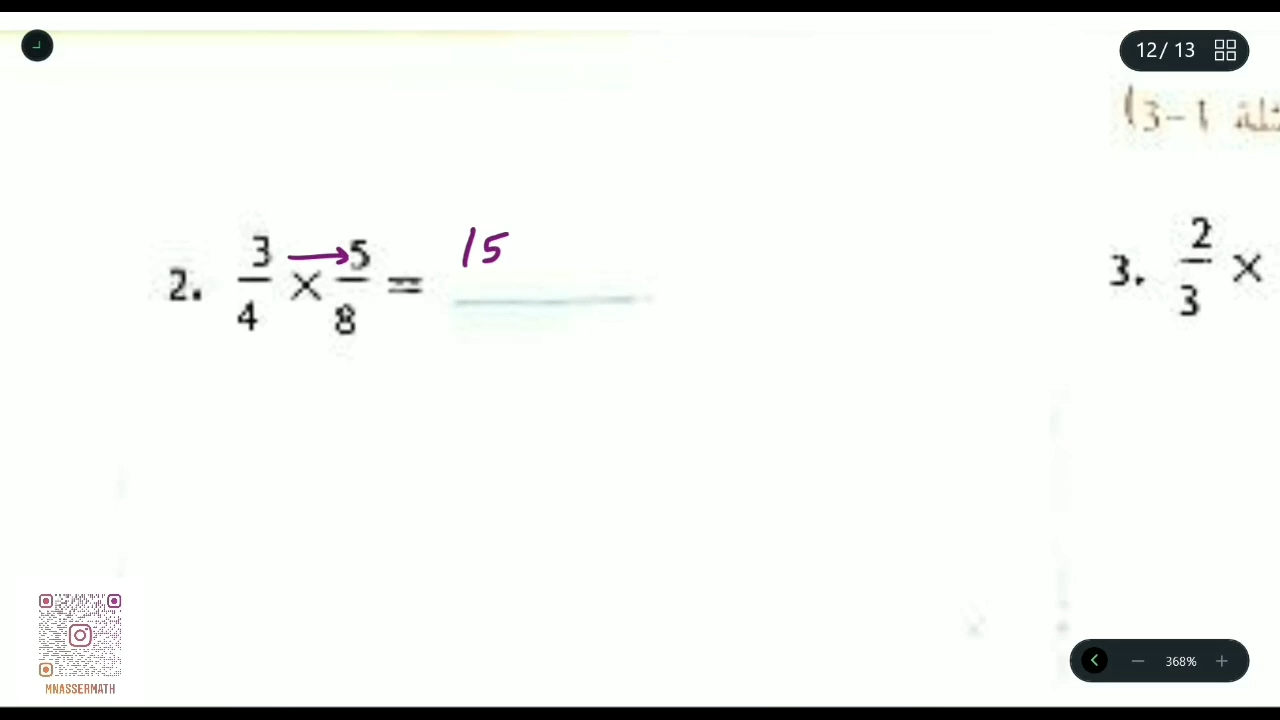 12/ 13
(3-1
2. 3/4 × 5/8 = 15
3. 2/3 ×
MNASSERMATH
368%